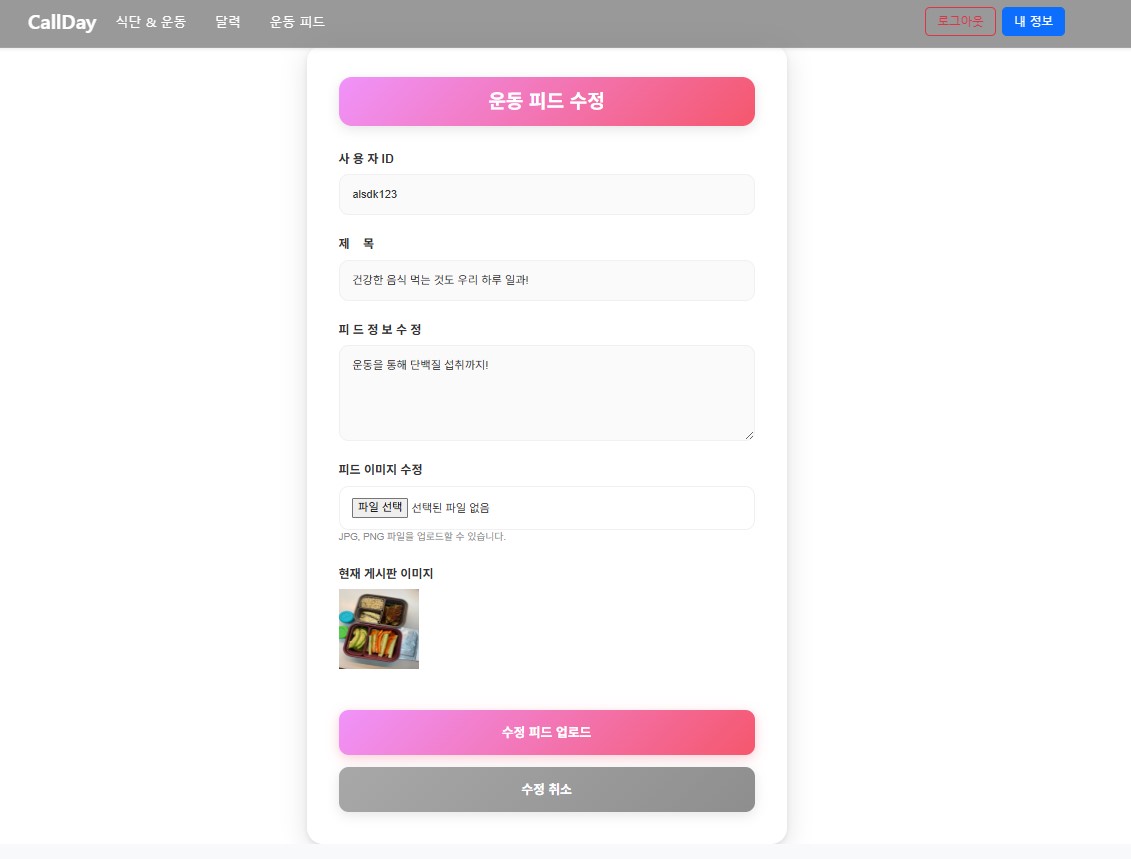 CallDay 식단 & 운동 달력 운동 피드 로그아웃 내 정보
운동 피드 수정
사 용 자 ID
alsdk123
제 목
건강한 음식 먹는 것도 우리 하루 일과!
피 드 정 보 수 정
운동을 통해 단백질 섭취까지!
피드 이미지 수정
파일 선택 선택된 파일 없음
JPG, PNG 파일을 업로드할 수 있습니다.
현재 게시판 이미지
수정 피드 업로드
수정 취소